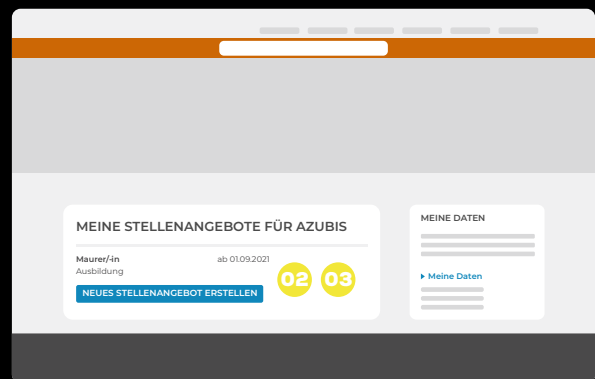 MEINE STELLENANGEBOTE FÜR AZUBIS
Maurer/-in ab 01.09.2021
Ausbildung
02 03
NEUES STELLENANGEBOT ERSTELLEN
MEINE DATEN
Meine Daten